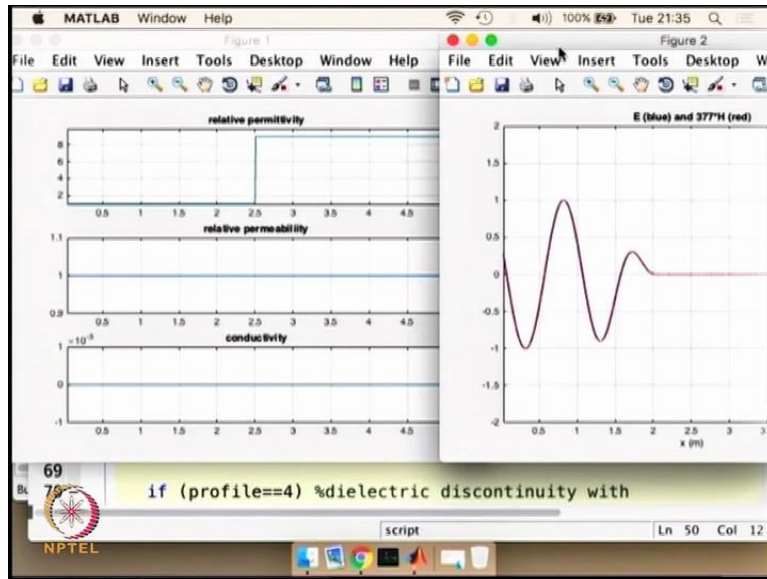 MATLAB Window Help 100% Tue 21:35
Figure 1
File Edit View Insert Tools Desktop Window Help
relative permittivity
8
6
4
2
0.5 1 1.5 2 2.5 3 3.5 4 4.5
relative permeability
1.1
1
0.9
0.5 1 1.5 2 2.5 3 3.5 4 4.5
conductivity
×10⁻³
1
0
-1
0.5 1 1.5 2 2.5 3 3.5 4 4.5
Figure 2
File Edit View Insert Tools Desktop W
E (blue) and 377*H (red)
2
1.5
1
0.5
0
-0.5
-1
-1.5
-2
0.5 1 1.5 2 2.5 3 3.
x (m)
69
70 if (profile==4) %dielectric discontinuity with
script Ln 50 Col 12
NPTEL